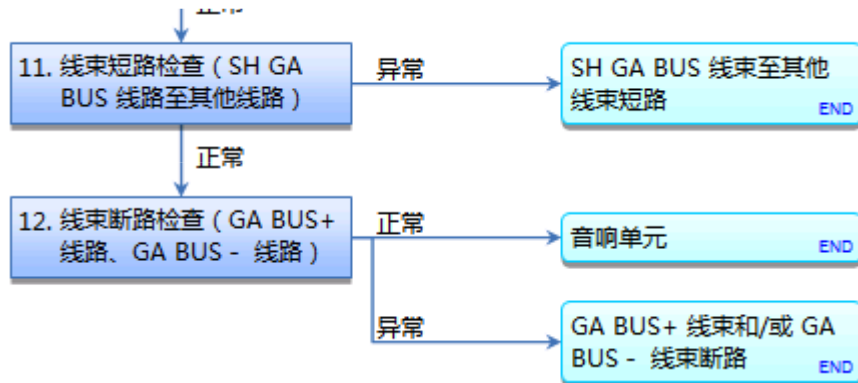 正常
11. 线束短路检查（SH GA
BUS 线路至其他线路）
异常
SH GA BUS 线束至其他
线束短路
END
正常
12. 线束断路检查（GA BUS+
线路、GA BUS - 线路）
正常
音响单元
END
异常
GA BUS+ 线束和/或 GA
BUS - 线束断路
END